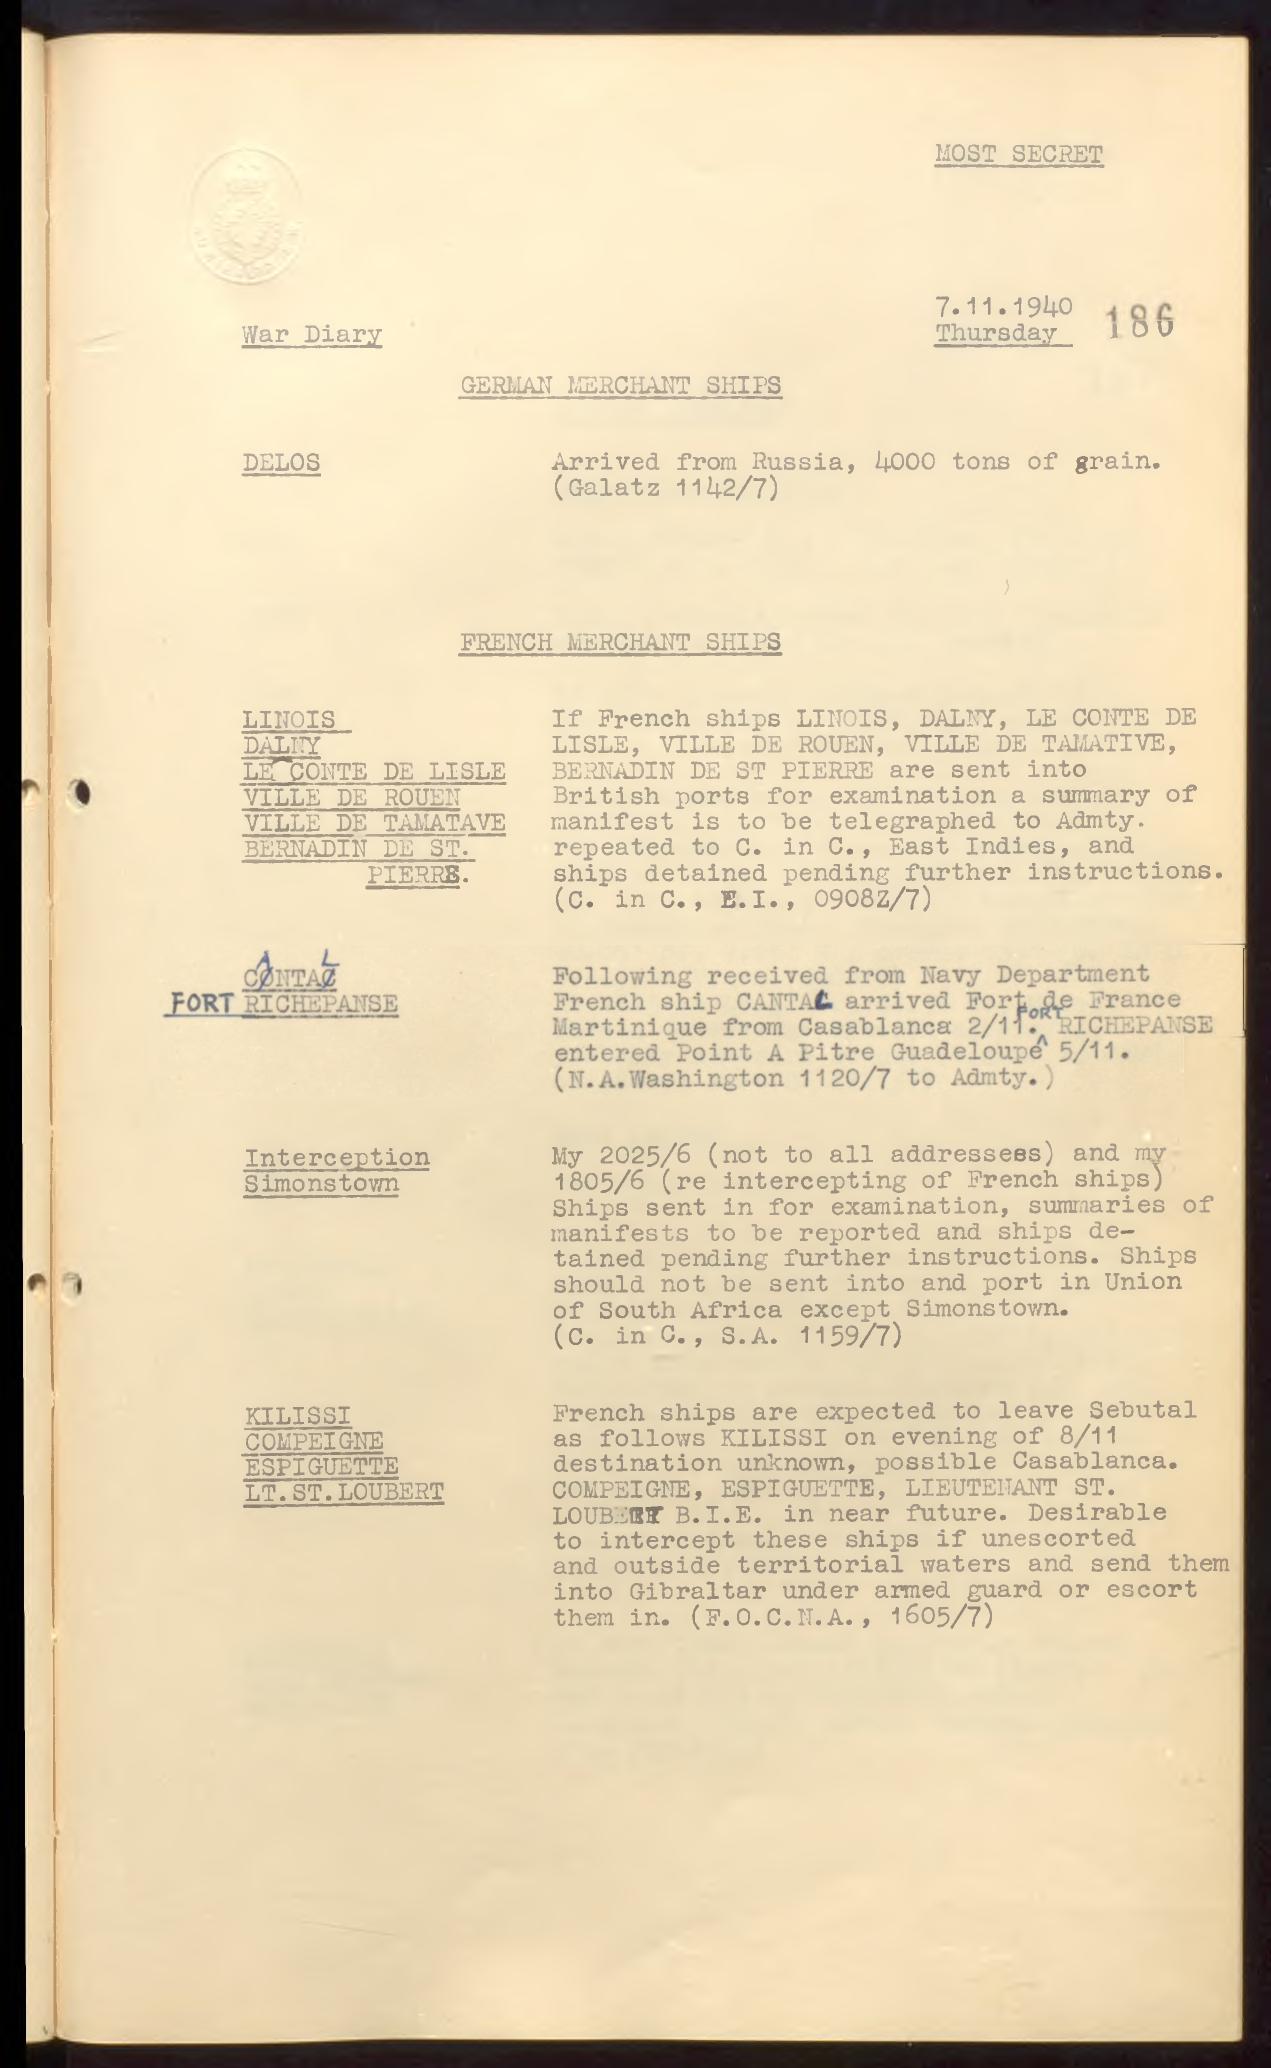 MOST SECRET
7.11.1940
War Diary
Thursday
186
GERMAN MERCHANT SHIPS
DELOS
Arrived from Russia, 4000 tons of grain.
(Galatz 1142/7)
FRENCH MERCHANT SHIPS
LINOIS
DALNY
LE CONTE DE LISLE
VILLE DE ROUEN
VILLE DE TAMATAVE
BERNADIN DE ST.
PIERRE.
If French ships LINOIS, DALNY, LE CONTE DE
LISLE, VILLE DE ROUEN, VILLE DE TAMATIVE,
BERNADIN DE ST PIERRE are sent into
British ports for examination a summary of
manifest is to be telegraphed to Admty.
repeated to C. in C., East Indies, and
ships detained pending further instructions.
(C. in C., E.I., 0908Z/7)
CANTAL
FORT RICHEPANSE
Following received from Navy Department
French ship CANTAL arrived Fort de France
Martinique from Casablanca 2/11. FORT RICHEPANSE
entered Point A Pitre Guadeloupe 5/11.
(N.A.Washington 1120/7 to Admty.)
Interception
Simonstown
My 2025/6 (not to all addressees) and my
1805/6 (re intercepting of French ships)
Ships sent in for examination, summaries of
manifests to be reported and ships de-
tained pending further instructions. Ships
should not be sent into and port in Union
of South Africa except Simonstown.
(C. in C., S.A. 1159/7)
KILISSI
COMPEIGNE
ESPIGUETTE
LT.ST.LOUBERT
French ships are expected to leave Sebutal
as follows KILISSI on evening of 8/11
destination unknown, possible Casablanca.
COMPEIGNE, ESPIGUETTE, LIEUTENANT ST.
LOUBERT B.I.E. in near future. Desirable
to intercept these ships if unescorted
and outside territorial waters and send them
into Gibraltar under armed guard or escort
them in. (F.O.C.N.A., 1605/7)